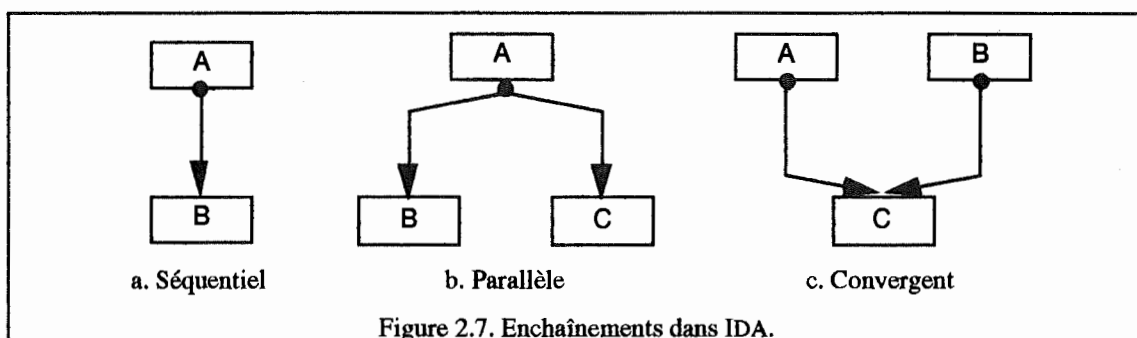 A A A B
B B C C
a. Séquentiel b. Parallèle c. Convergent
Figure 2.7. Enchaînements dans IDA.